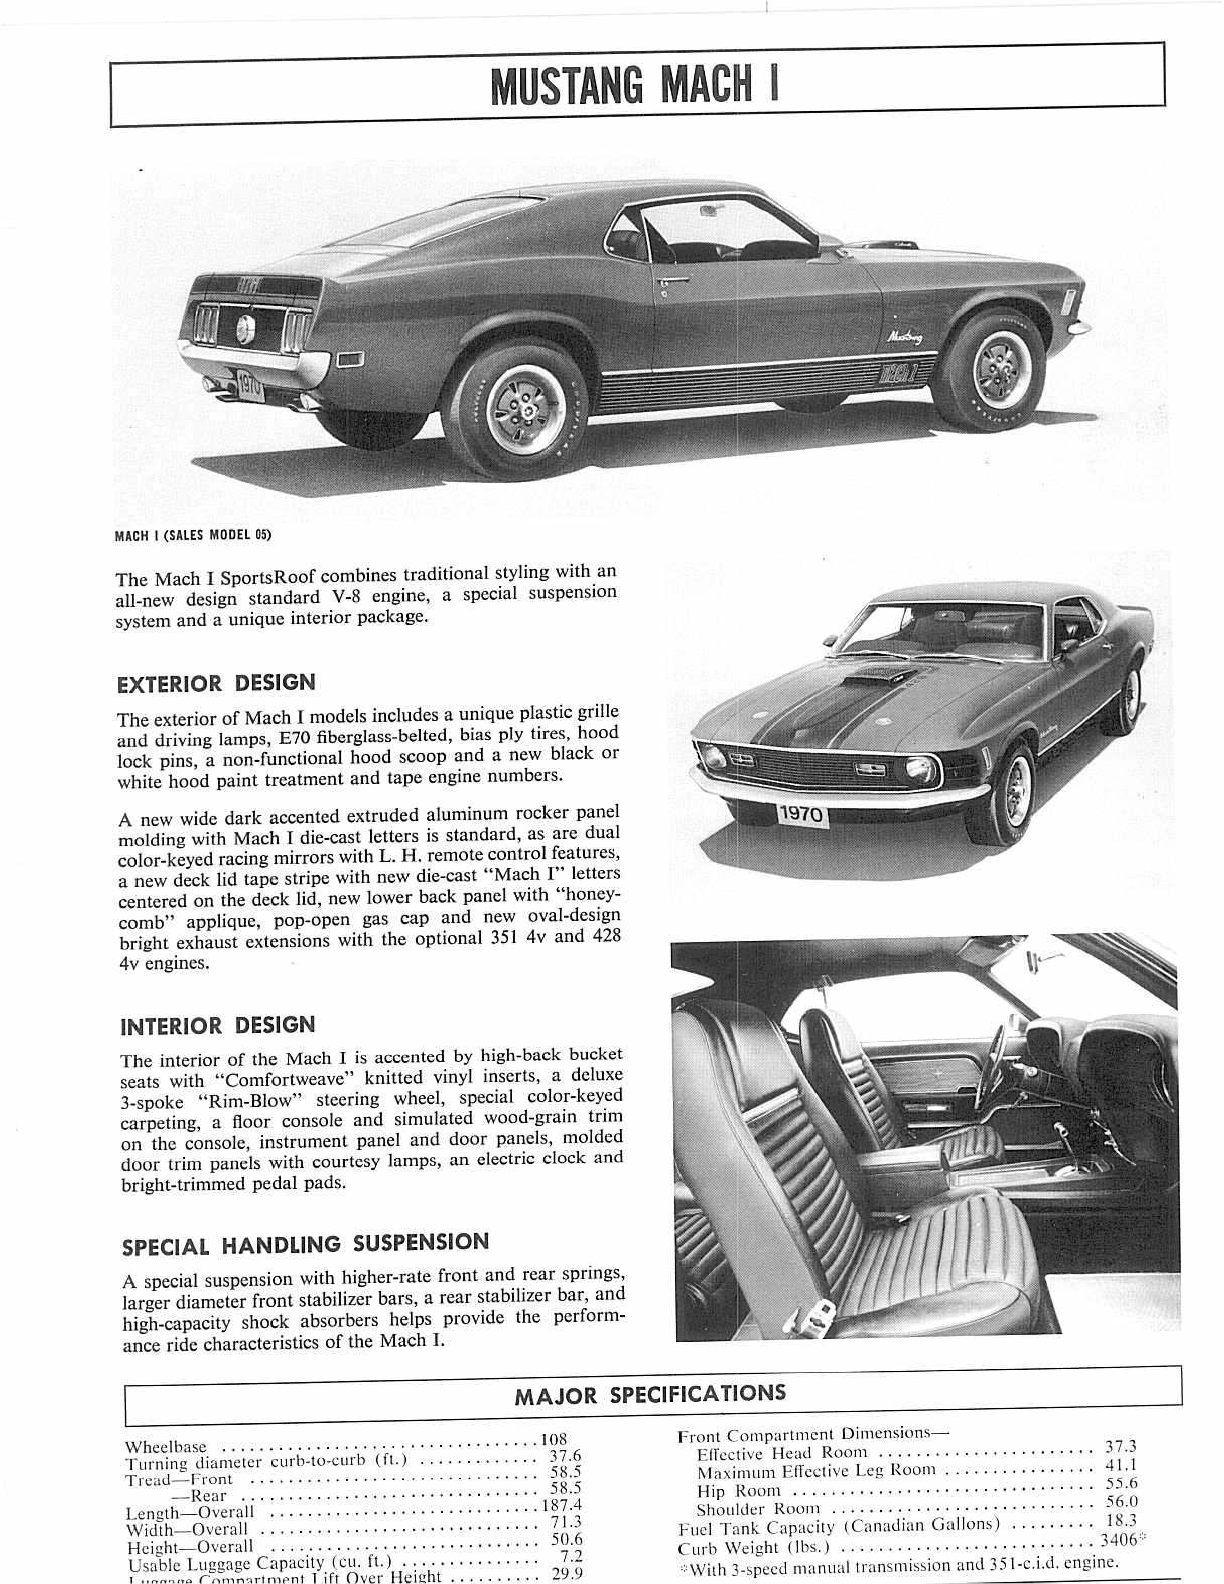 MUSTANG MACH I
MACH I
1970
Mustang
Mach 1
MACH I (SALES MODEL 05)
The Mach I SportsRoof combines traditional styling with an
all-new design standard V-8 engine, a special suspension
system and a unique interior package.
EXTERIOR DESIGN
The exterior of Mach I models includes a unique plastic grille
and driving lamps, E70 fiberglass-belted, bias ply tires, hood
lock pins, a non-functional hood scoop and a new black or
white hood paint treatment and tape engine numbers.
A new wide dark accented extruded aluminum rocker panel
molding with Mach I die-cast letters is standard, as are dual
color-keyed racing mirrors with L. H. remote control features,
a new deck lid tape stripe with new die-cast “Mach I” letters
centered on the deck lid, new lower back panel with “honey-
comb” applique, pop-open gas cap and new oval-design
bright exhaust extensions with the optional 351 4v and 428
4v engines.
1970
INTERIOR DESIGN
The interior of the Mach I is accented by high-back bucket
seats with “Comfortweave” knitted vinyl inserts, a deluxe
3-spoke “Rim-Blow” steering wheel, special color-keyed
carpeting, a floor console and simulated wood-grain trim
on the console, instrument panel and door panels, molded
door trim panels with courtesy lamps, an electric clock and
bright-trimmed pedal pads.
SPECIAL HANDLING SUSPENSION
A special suspension with higher-rate front and rear springs,
larger diameter front stabilizer bars, a rear stabilizer bar, and
high-capacity shock absorbers helps provide the perform-
ance ride characteristics of the Mach I.
MAJOR SPECIFICATIONS
Wheelbase .................................. 108
Turning diameter curb-to-curb (ft.) ............. 37.6
Tread—Front ............................... 58.5
—Rear ................................ 58.5
Length—Overall ............................. 187.4
Width—Overall .............................. 71.3
Height—Overall ............................. 50.6
Usable Luggage Capacity (cu. ft.) ............... 7.2
Luggage Compartment Lift Over Height .......... 29.9
Front Compartment Dimensions—
Effective Head Room ........................ 37.3
Maximum Effective Leg Room ................ 41.1
Hip Room ................................. 55.6
Shoulder Room ............................. 56.0
Fuel Tank Capacity (Canadian Gallons) ......... 18.3
Curb Weight (lbs.) ........................... 3406*
*With 3-speed manual transmission and 351-c.i.d. engine.